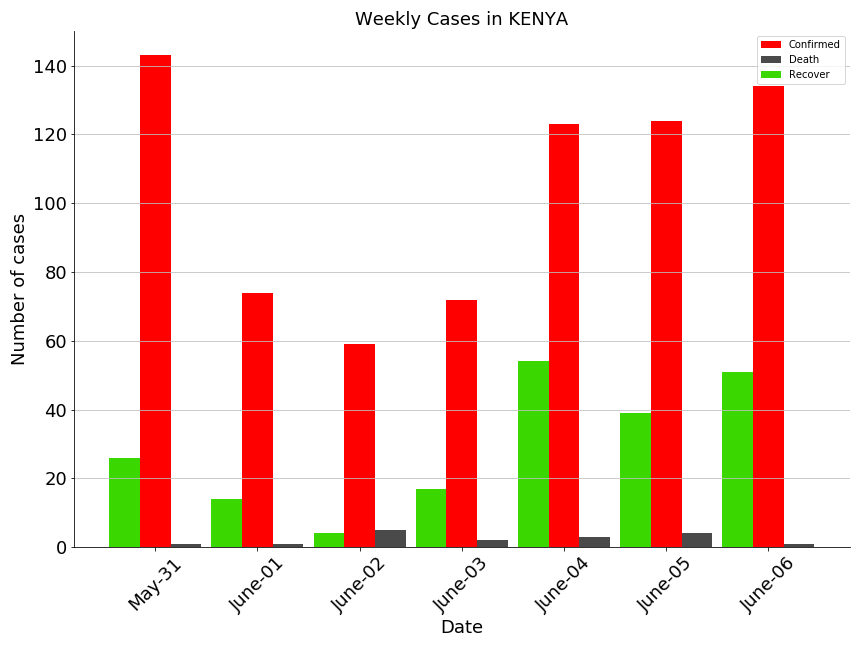 Weekly Cases in KENYA
Confirmed
Death
Recover
Number of cases
140
120
100
80
60
40
20
0
May-31
June-01
June-02
June-03
June-04
June-05
June-06
Date